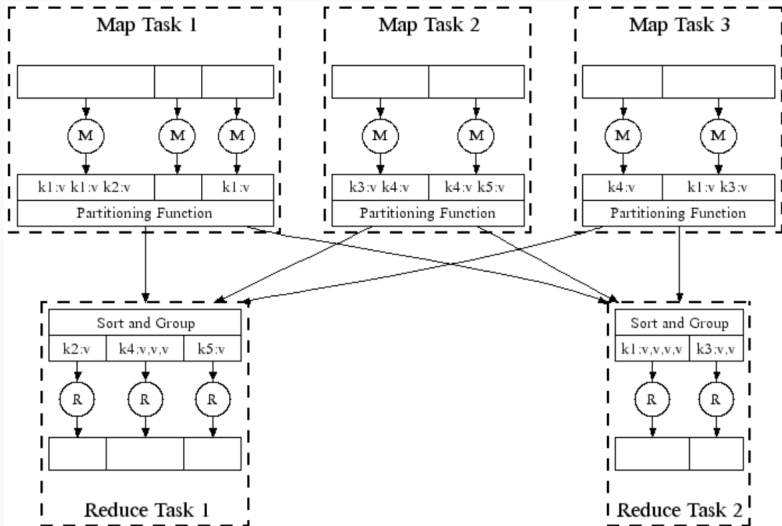 Map Task 1
Map Task 2
Map Task 3
M
M
M
M
M
M
M
k1:v k1:v k2:v
k1:v
k3:v k4:v
k4:v k5:v
k4:v
k1:v k3:v
Partitioning Function
Partitioning Function
Partitioning Function
Sort and Group
Sort and Group
k2:v
k4:v,v,v
k5:v
k1:v,v,v,v
k3:v,v
R
R
R
R
R
Reduce Task 1
Reduce Task 2